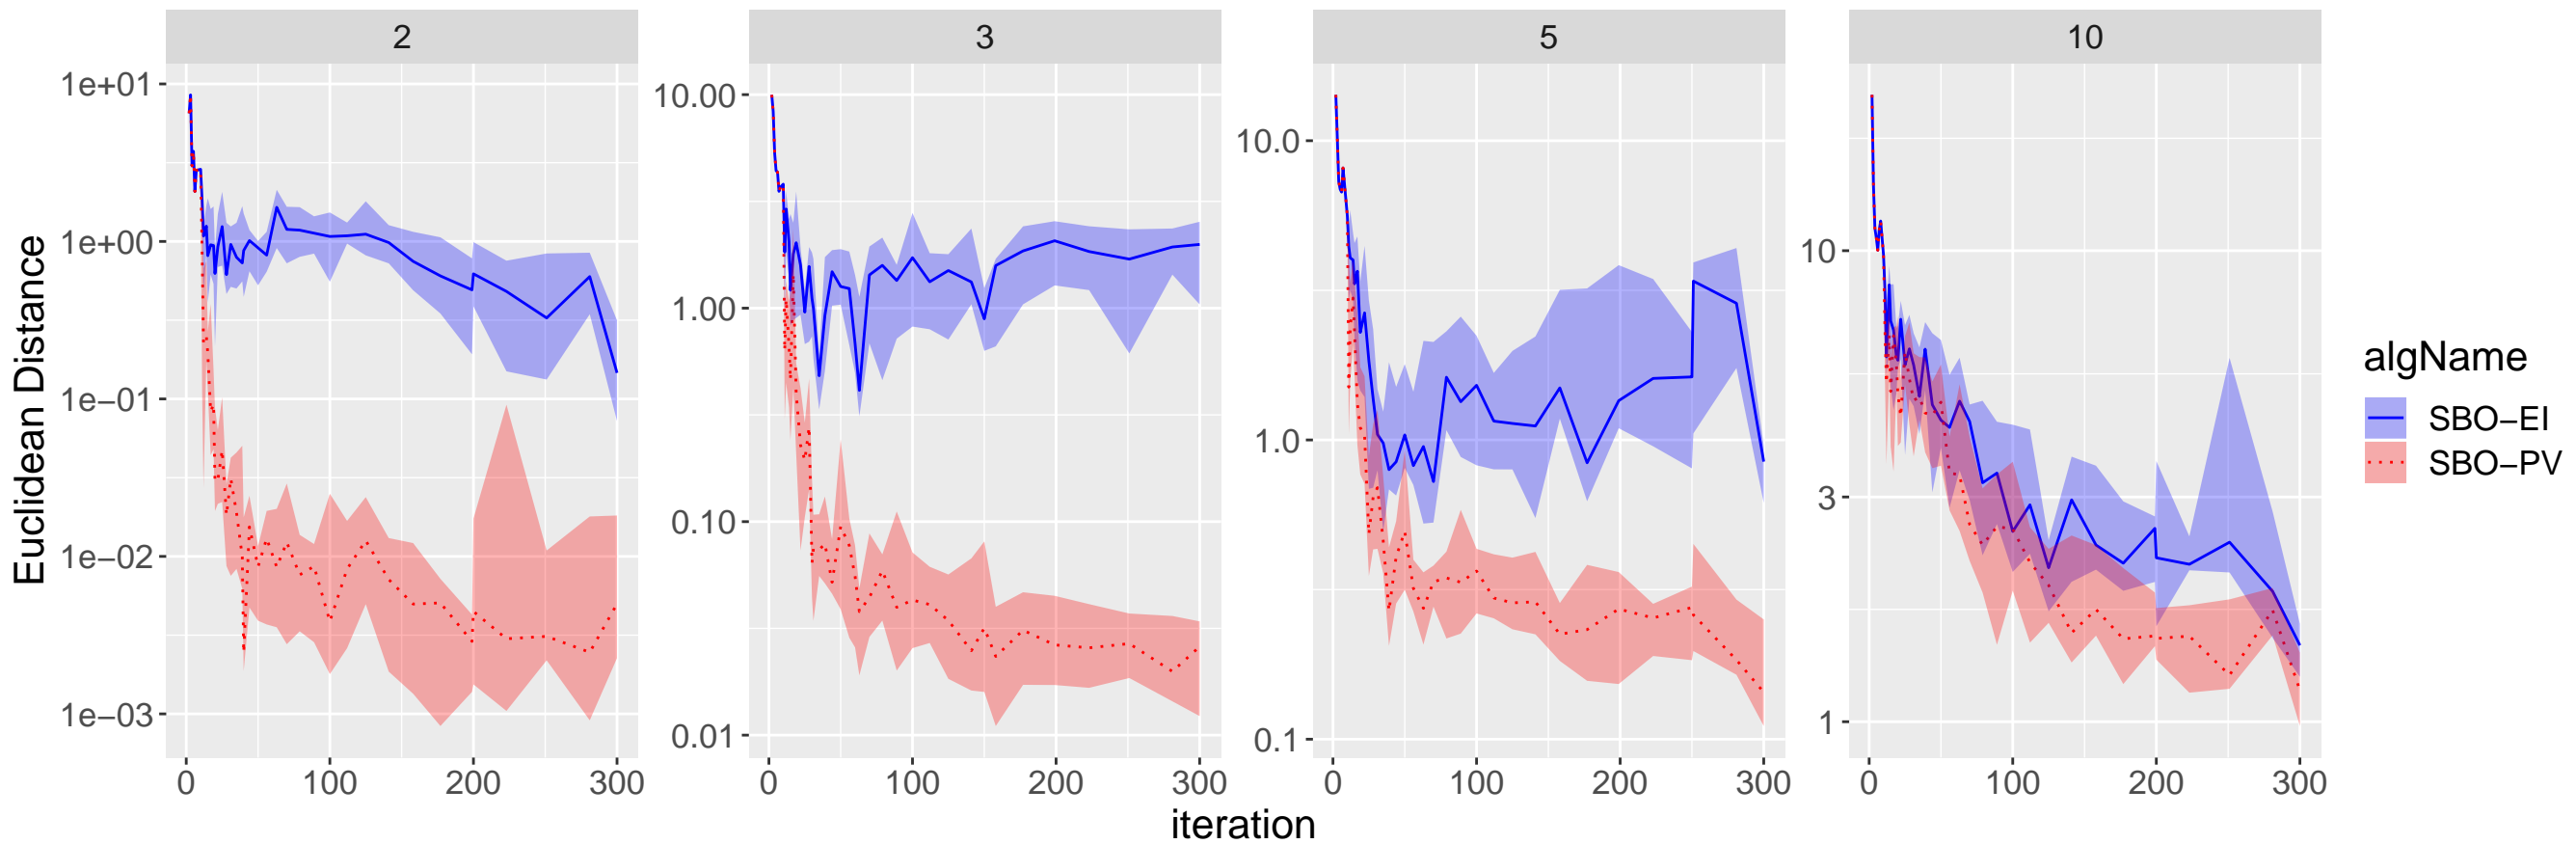 2 3 5 10
Euclidean Distance
1e+01
1e+00
1e−01
1e−02
1e−03
0 100 200 300
10.00
1.00
0.10
0.01
0 100 200 300
10.0
1.0
0.1
0 100 200 300
10
3
1
0 100 200 300
iteration
algName
SBO−EI
SBO−PV